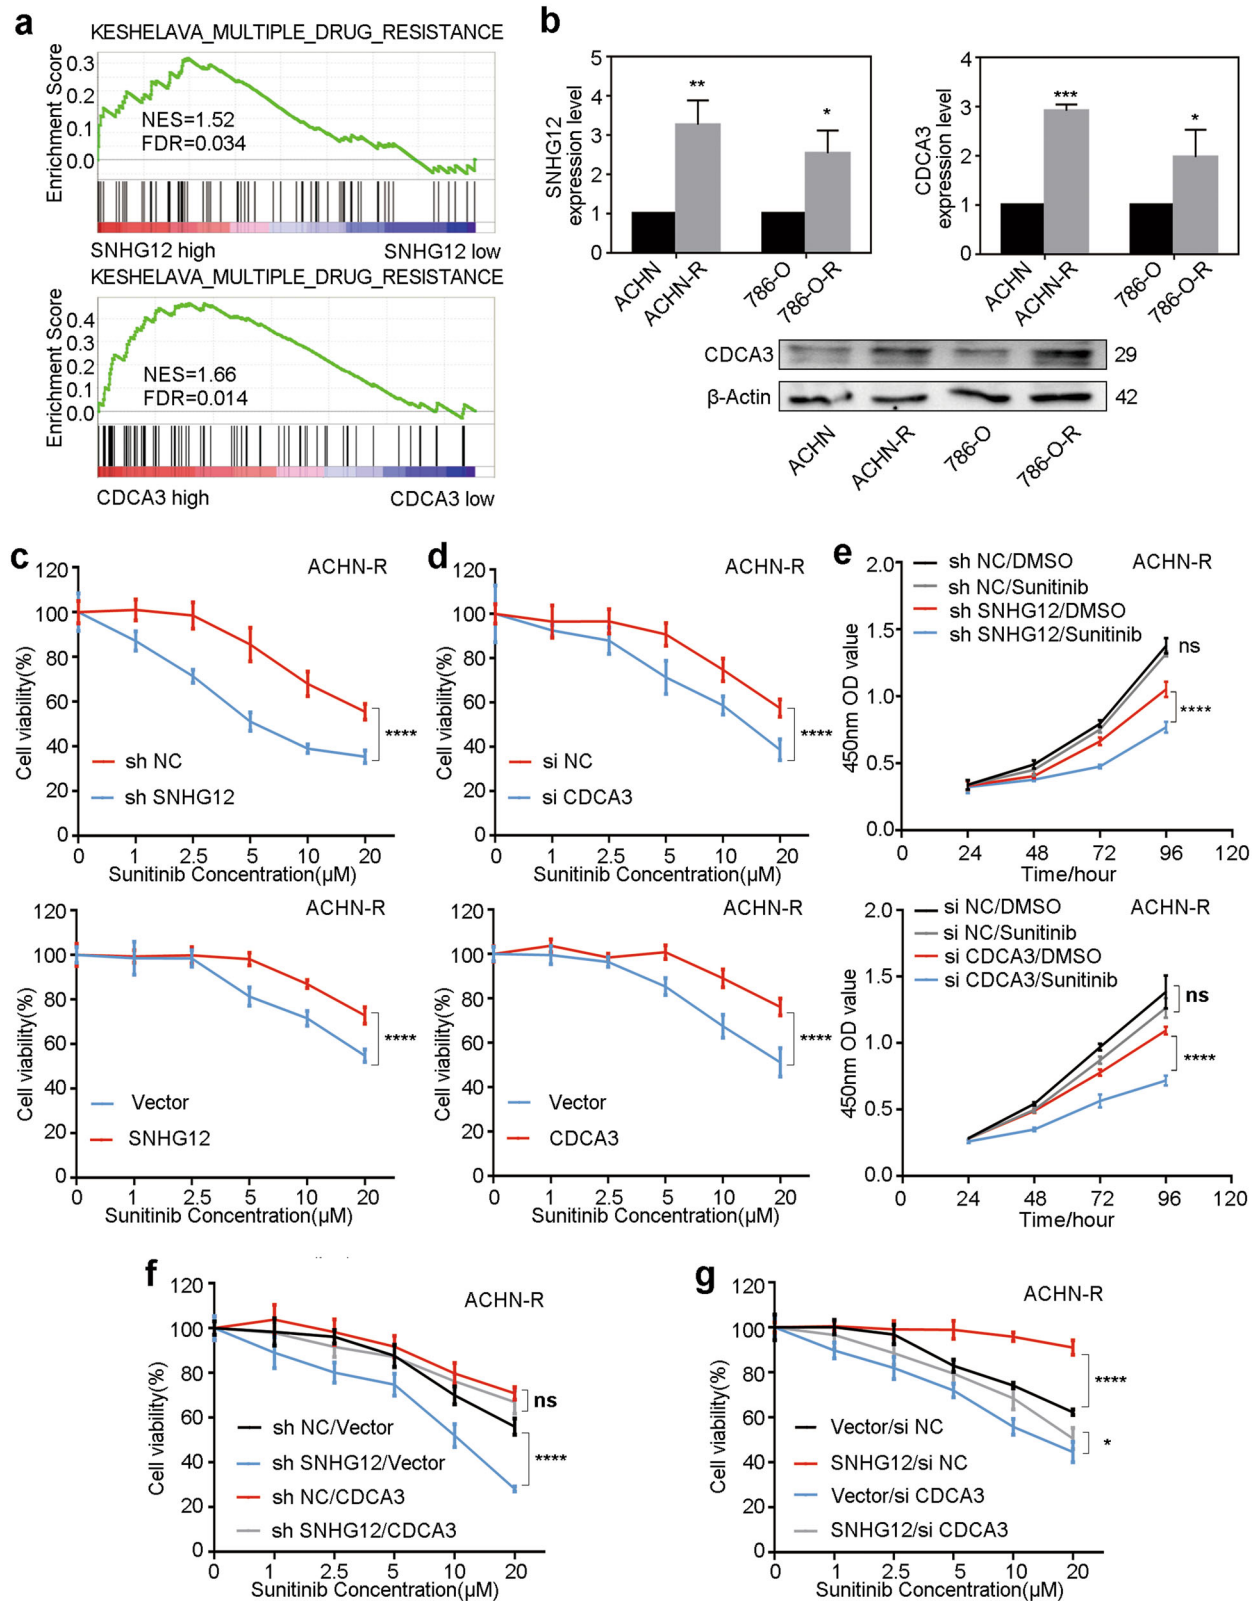 a
KESHELAVA_MULTIPLE_DRUG_RESISTANCE
Enrichment Score
0.3
0.2
0.1
0.0
NES=1.52
FDR=0.034
SNHG12 high
SNHG12 low
KESHELAVA_MULTIPLE_DRUG_RESISTANCE
Enrichment Score
0.4
0.3
0.2
0.1
0.0
NES=1.66
FDR=0.014
CDCA3 high
CDCA3 low
b
SNHG12
expression level
5
4
3
2
1
0
**
*
ACHN
ACHN-R
786-O
786-O-R
CDCA3
expression level
4
3
2
1
0
***
*
ACHN
ACHN-R
786-O
786-O-R
CDCA3
29
β-Actin
42
ACHN
ACHN-R
786-O
786-O-R
c
ACHN-R
Cell viability(%)
120
100
80
60
40
20
0
****
sh NC
sh SNHG12
0 1 2.5 5 10 20
Sunitinib Concentration(μM)
ACHN-R
Cell viability(%)
120
100
80
60
40
20
0
****
Vector
SNHG12
0 1 2.5 5 10 20
Sunitinib Concentration(μM)
d
ACHN-R
Cell viability(%)
120
100
80
60
40
20
0
****
si NC
si CDCA3
0 1 2.5 5 10 20
Sunitinib Concentration(μM)
ACHN-R
Cell viability(%)
120
100
80
60
40
20
0
****
Vector
CDCA3
0 1 2.5 5 10 20
Sunitinib Concentration(μM)
e
sh NC/DMSO
sh NC/Sunitinib
sh SNHG12/DMSO
sh SNHG12/Sunitinib
ACHN-R
450nm OD value
2.0
1.5
1.0
0.5
0.0
ns
****
0 24 48 72 96 120
Time/hour
si NC/DMSO
si NC/Sunitinib
si CDCA3/DMSO
si CDCA3/Sunitinib
ACHN-R
450nm OD value
2.0
1.5
1.0
0.5
0.0
ns
****
0 24 48 72 96 120
Time/hour
f
ACHN-R
Cell viability(%)
120
100
80
60
40
20
0
ns
****
sh NC/Vector
sh SNHG12/Vector
sh NC/CDCA3
sh SNHG12/CDCA3
0 1 2.5 5 10 20
Sunitinib Concentration(μM)
g
ACHN-R
Cell viability(%)
120
100
80
60
40
20
0
****
*
Vector/si NC
SNHG12/si NC
Vector/si CDCA3
SNHG12/si CDCA3
0 1 2.5 5 10 20
Sunitinib Concentration(μM)